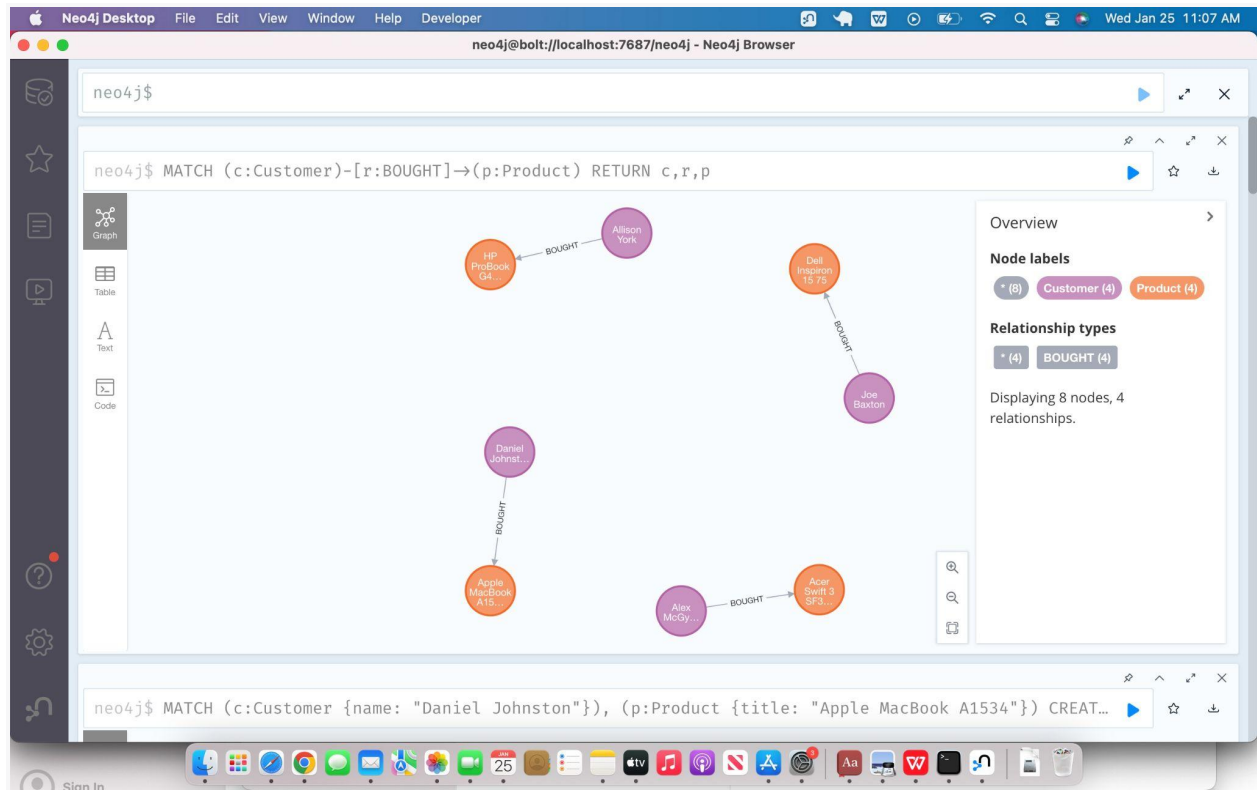 Neo4j Desktop File Edit View Window Help Developer
Wed Jan 25 11:07 AM
neo4j@bolt://localhost:7687/neo4j - Neo4j Browser
neo4j$
neo4j$ MATCH (c:Customer)-[r:BOUGHT]→(p:Product) RETURN c,r,p
Graph
Table
Text
Code
Allison
York
BOUGHT
HP
ProBook
G4...
Dell
Inspiron
15 75
BOUGHT
Joe
Baxton
Daniel
Johnst...
BOUGHT
Apple
MacBook
A15...
Alex
McGy...
BOUGHT
Acer
Swift 3
SF3...
Overview
Node labels
* (8) Customer (4) Product (4)
Relationship types
* (4) BOUGHT (4)
Displaying 8 nodes, 4
relationships.
neo4j$ MATCH (c:Customer {name: "Daniel Johnston"}), (p:Product {title: "Apple MacBook A1534"}) CREAT...
JAN
25
tv
3
Aa
Sign In